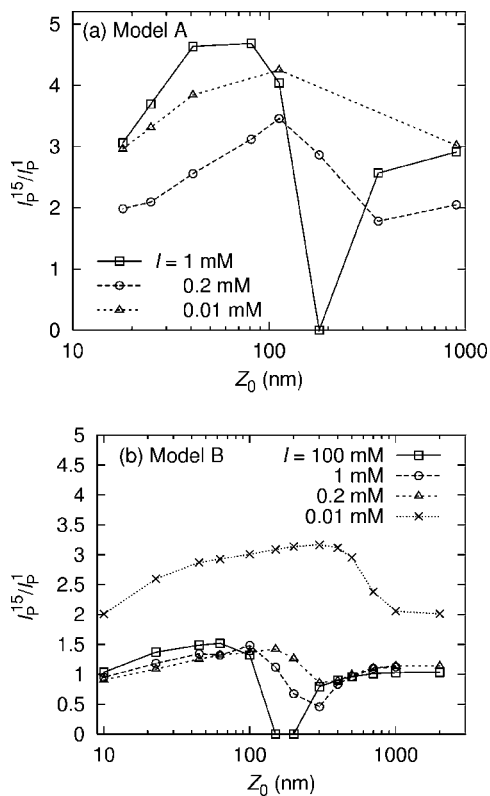 (a) Model A
5
4
3
2
1
0
I_P^15/I_P^1
I = 1 mM
0.2 mM
0.01 mM
10 100 1000
Z_0 (nm)
(b) Model B
5
4.5
4
3.5
3
2.5
2
1.5
1
0.5
0
I_P^15/I_P^1
I = 100 mM
1 mM
0.2 mM
0.01 mM
10 100 1000
Z_0 (nm)